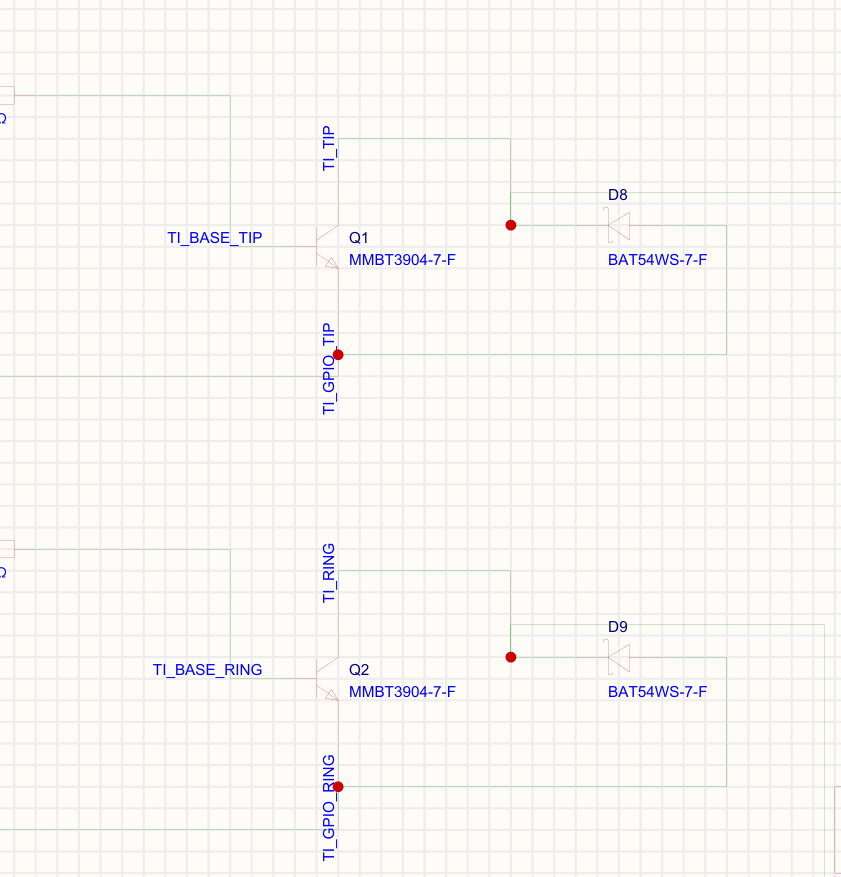 TI_TIP
D8
Ω
TI_BASE_TIP
Q1
MMBT3904-7-F
BAT54WS-7-F
TI_GPIO_TIP
TI_RING
Ω
D9
TI_BASE_RING
Q2
MMBT3904-7-F
BAT54WS-7-F
TI_GPIO_RING